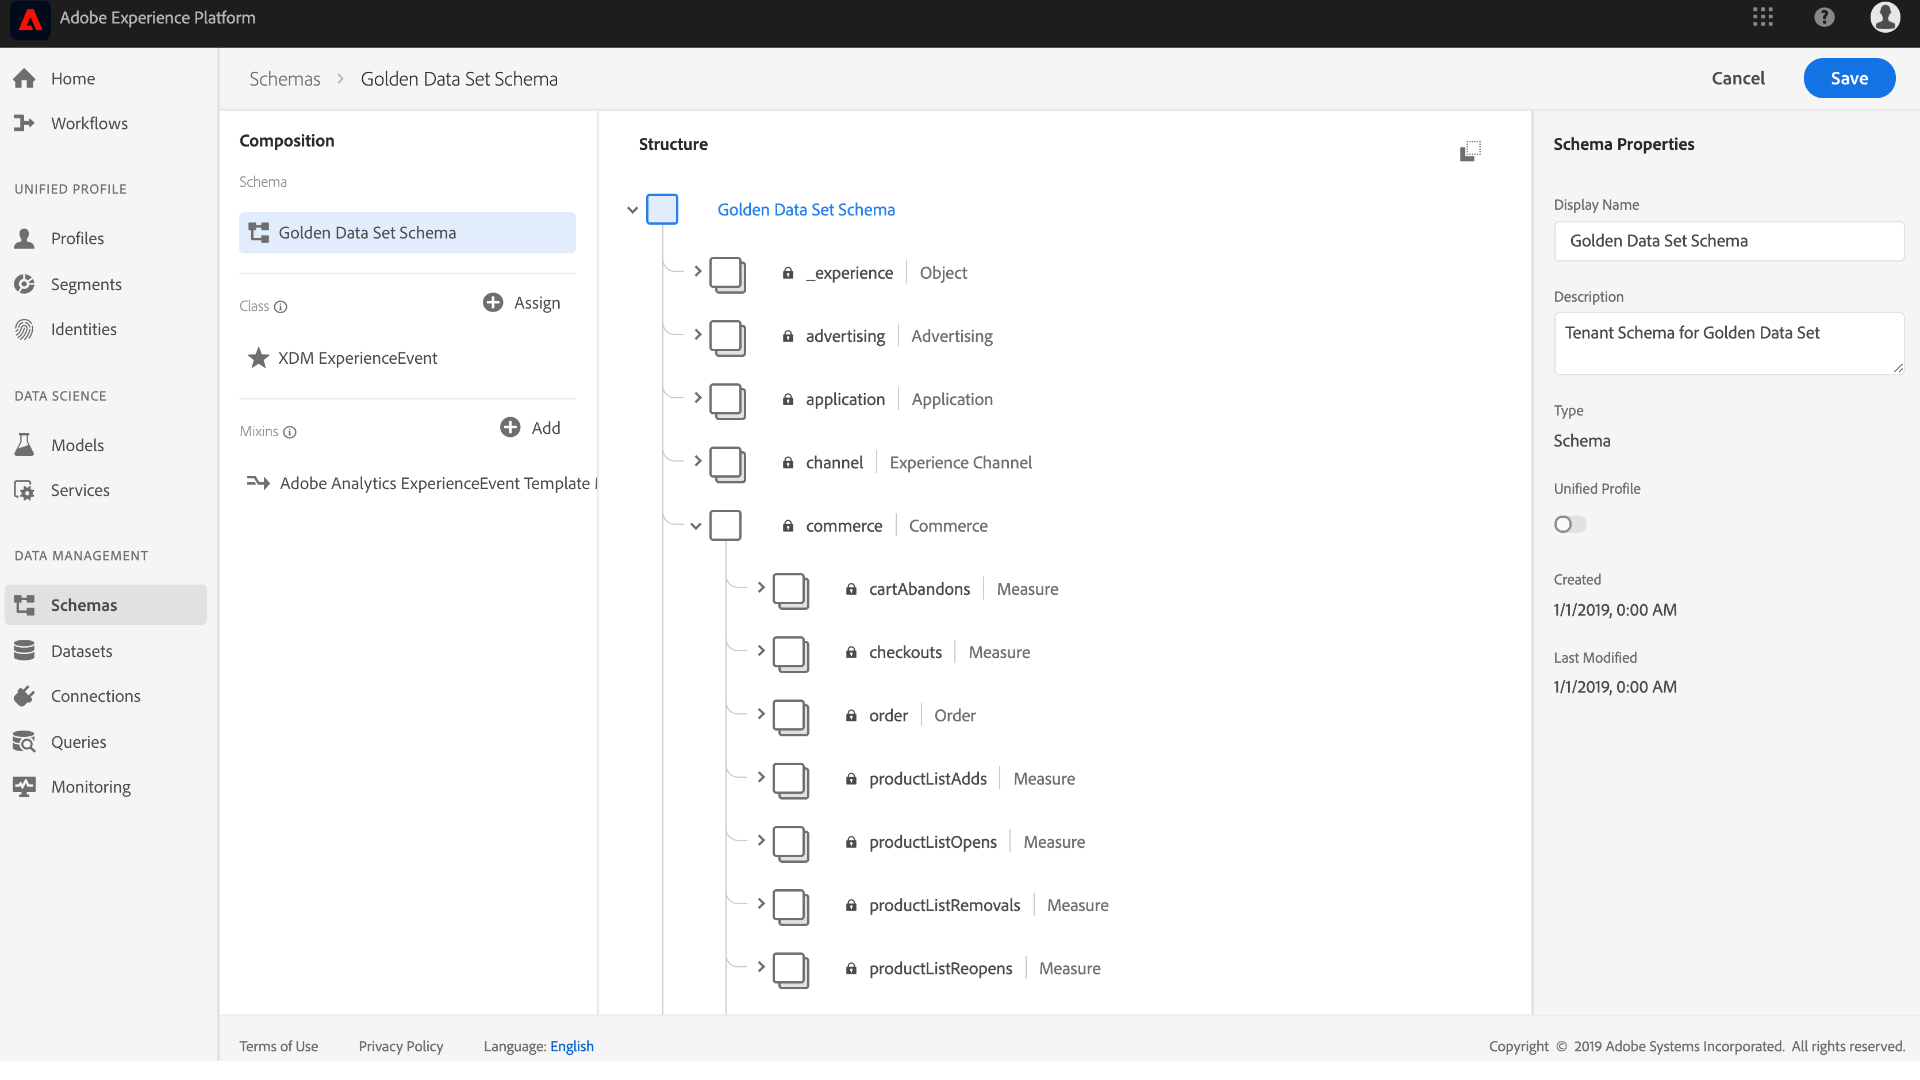 Adobe Experience Platform
Home
Workflows
UNIFIED PROFILE
Profiles
Segments
Identities
DATA SCIENCE
Models
Services
DATA MANAGEMENT
Schemas
Datasets
Connections
Queries
Monitoring
Schemas > Golden Data Set Schema
Cancel
Save
Composition
Schema
Golden Data Set Schema
Class
Assign
XDM ExperienceEvent
Mixins
Add
Adobe Analytics ExperienceEvent Template
Structure
Golden Data Set Schema
_experience | Object
advertising | Advertising
application | Application
channel | Experience Channel
commerce | Commerce
cartAbandons | Measure
checkouts | Measure
order | Order
productListAdds | Measure
productListOpens | Measure
productListRemovals | Measure
productListReopens | Measure
Schema Properties
Display Name
Golden Data Set Schema
Description
Tenant Schema for Golden Data Set
Type
Schema
Unified Profile
Created
1/1/2019, 0:00 AM
Last Modified
1/1/2019, 0:00 AM
Terms of Use
Privacy Policy
Language: English
Copyright © 2019 Adobe Systems Incorporated. All rights reserved.